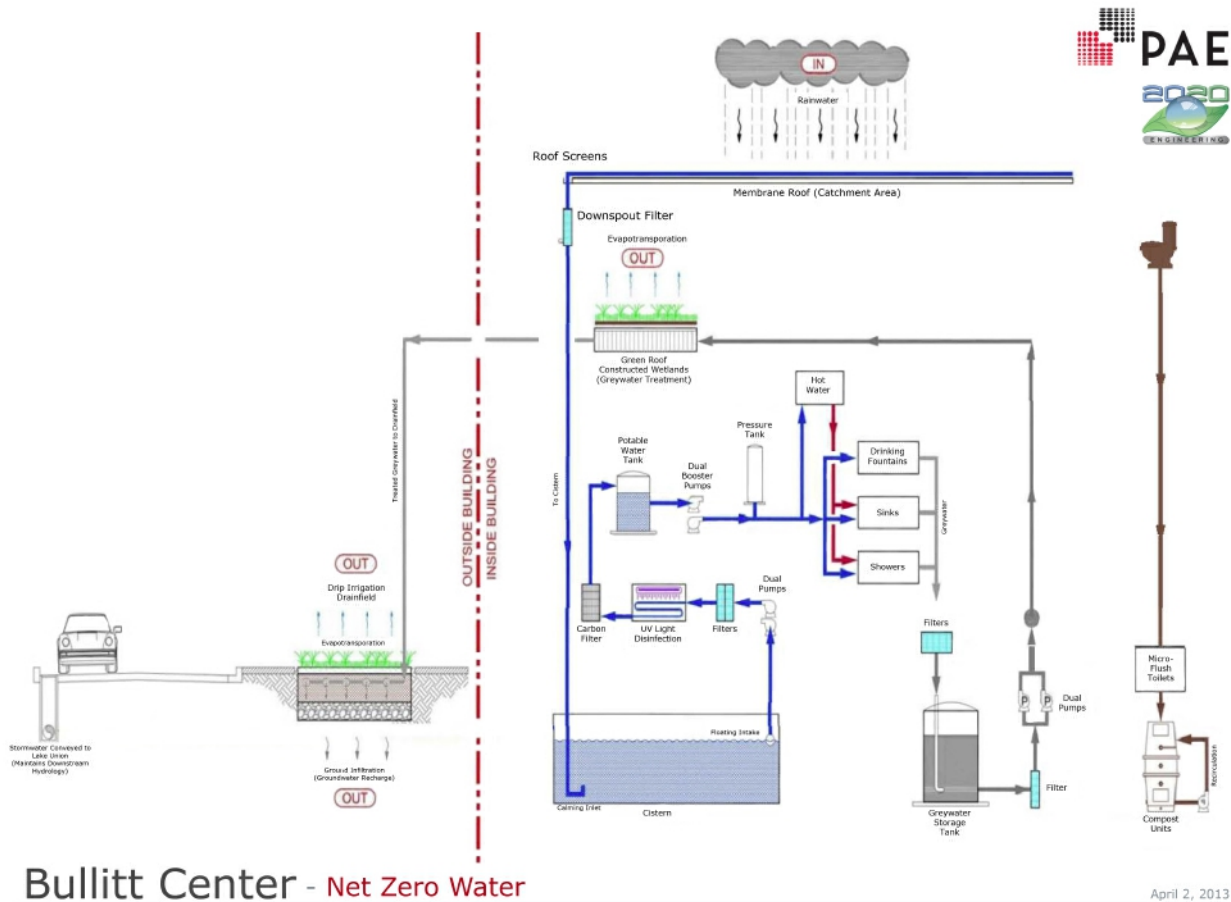 PAE
2020
ENGINEERING
IN
Rainwater
Roof Screens
Membrane Roof (Catchment Area)
Downspout Filter
Evapotransporation
OUT
Green Roof
Constructed Wetlands
(Greywater Treatment)
Hot
Water
Pressure
Tank
Potable
Water
Tank
Dual
Booster
Pumps
Drinking
Fountains
Sinks
Showers
Greywater
To Cistern
Treated Greywater to Drainfield
OUTSIDE BUILDING
INSIDE BUILDING
OUT
Drip Irrigation
Drainfield
Evapotransporation
Carbon
Filter
UV Light
Disinfection
Filters
Dual
Pumps
Filters
P
P
Dual
Pumps
Micro-
Flush
Toilets
Recirculation
Compost
Units
Floating Intake
Calming Inlet
Cistern
Greywater
Storage
Tank
Filter
Stormwater Conveyed to
Lake Union
(Maintains Downstream
Hydrology)
Ground Infiltration
(Groundwater Recharge)
OUT
Bullitt Center - Net Zero Water
April 2, 2013